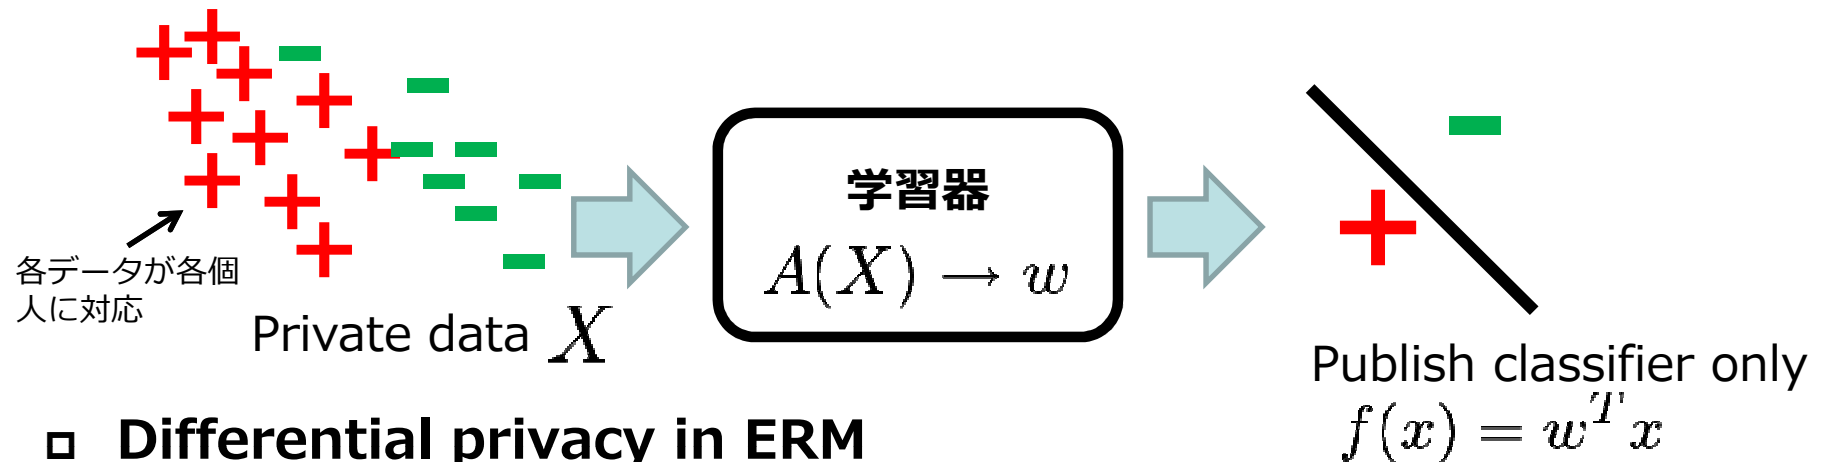 各データが各個
人に対応
Private data X
学習器
A(X) → w
Publish classifier only
f(x) = w^T x
Differential privacy in ERM